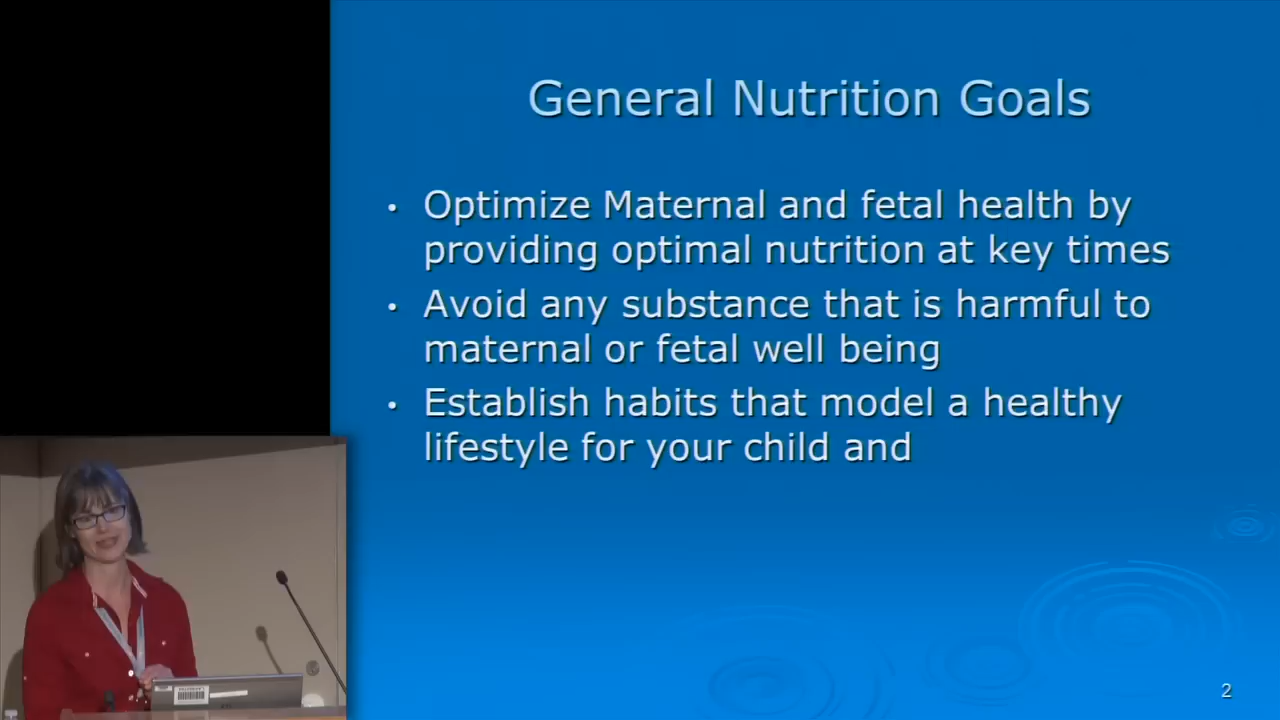 General Nutrition Goals
• Optimize Maternal and fetal health by
providing optimal nutrition at key times
• Avoid any substance that is harmful to
maternal or fetal well being
• Establish habits that model a healthy
lifestyle for your child and
2